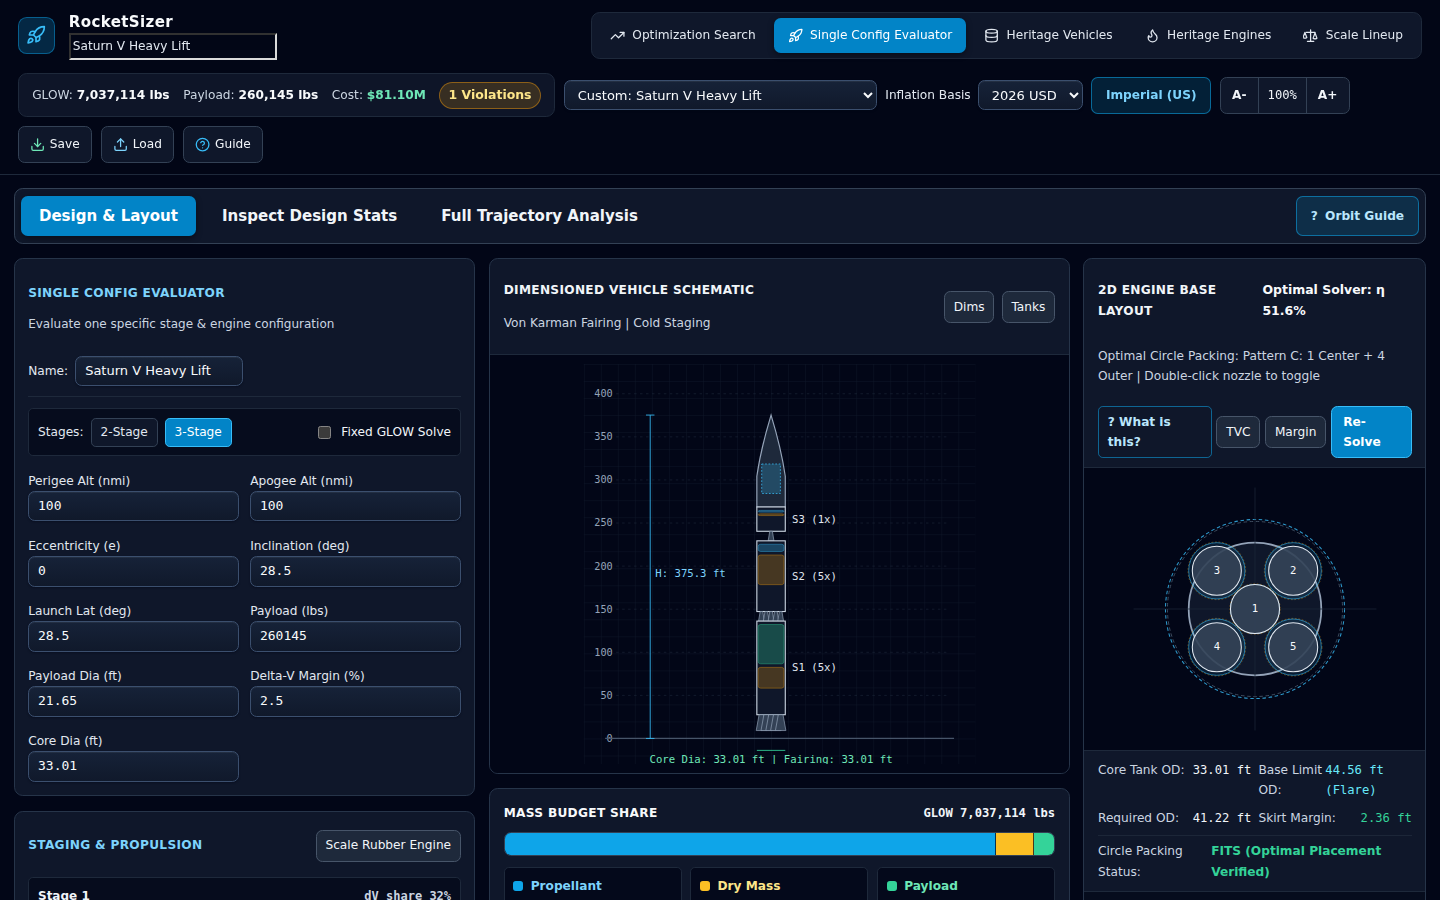 RocketSizer
Saturn V Heavy Lift
Optimization Search
Single Config Evaluator
Heritage Vehicles
Heritage Engines
Scale Lineup
GLOW: 7,037,114 lbs Payload: 260,145 lbs Cost: $81.10M 1 Violations
Custom: Saturn V Heavy Lift
Inflation Basis 2026 USD
Imperial (US)
A- 100% A+
Save
Load
Guide
Design & Layout
Inspect Design Stats
Full Trajectory Analysis
? Orbit Guide
SINGLE CONFIG EVALUATOR
Evaluate one specific stage & engine configuration
Name: Saturn V Heavy Lift
Stages: 2-Stage 3-Stage Fixed GLOW Solve
Perigee Alt (nmi) Apogee Alt (nmi)
100 100
Eccentricity (e) Inclination (deg)
0 28.5
Launch Lat (deg) Payload (lbs)
28.5 260145
Payload Dia (ft) Delta-V Margin (%)
21.65 2.5
Core Dia (ft)
33.01
STAGING & PROPULSION
Scale Rubber Engine
Stage 1 dV share 32%
DIMENSIONED VEHICLE SCHEMATIC
Von Karman Fairing | Cold Staging
Dims Tanks
400
350
300
250
200
150
100
50
0
H: 375.3 ft
S3 (1x)
S2 (5x)
S1 (5x)
Core Dia: 33.01 ft | Fairing: 33.01 ft
MASS BUDGET SHARE GLOW 7,037,114 lbs
Propellant
Dry Mass
Payload
2D ENGINE BASE
LAYOUT
Optimal Solver: η
51.6%
Optimal Circle Packing: Pattern C: 1 Center + 4
Outer | Double-click nozzle to toggle
? What is
this?
TVC
Margin
Re-
Solve
3 2
1
4 5
Core Tank OD: 33.01 ft
Base Limit
OD:
44.56 ft
(Flare)
Required OD: 41.22 ft
Skirt Margin: 2.36 ft
Circle Packing
Status:
FITS (Optimal Placement
Verified)